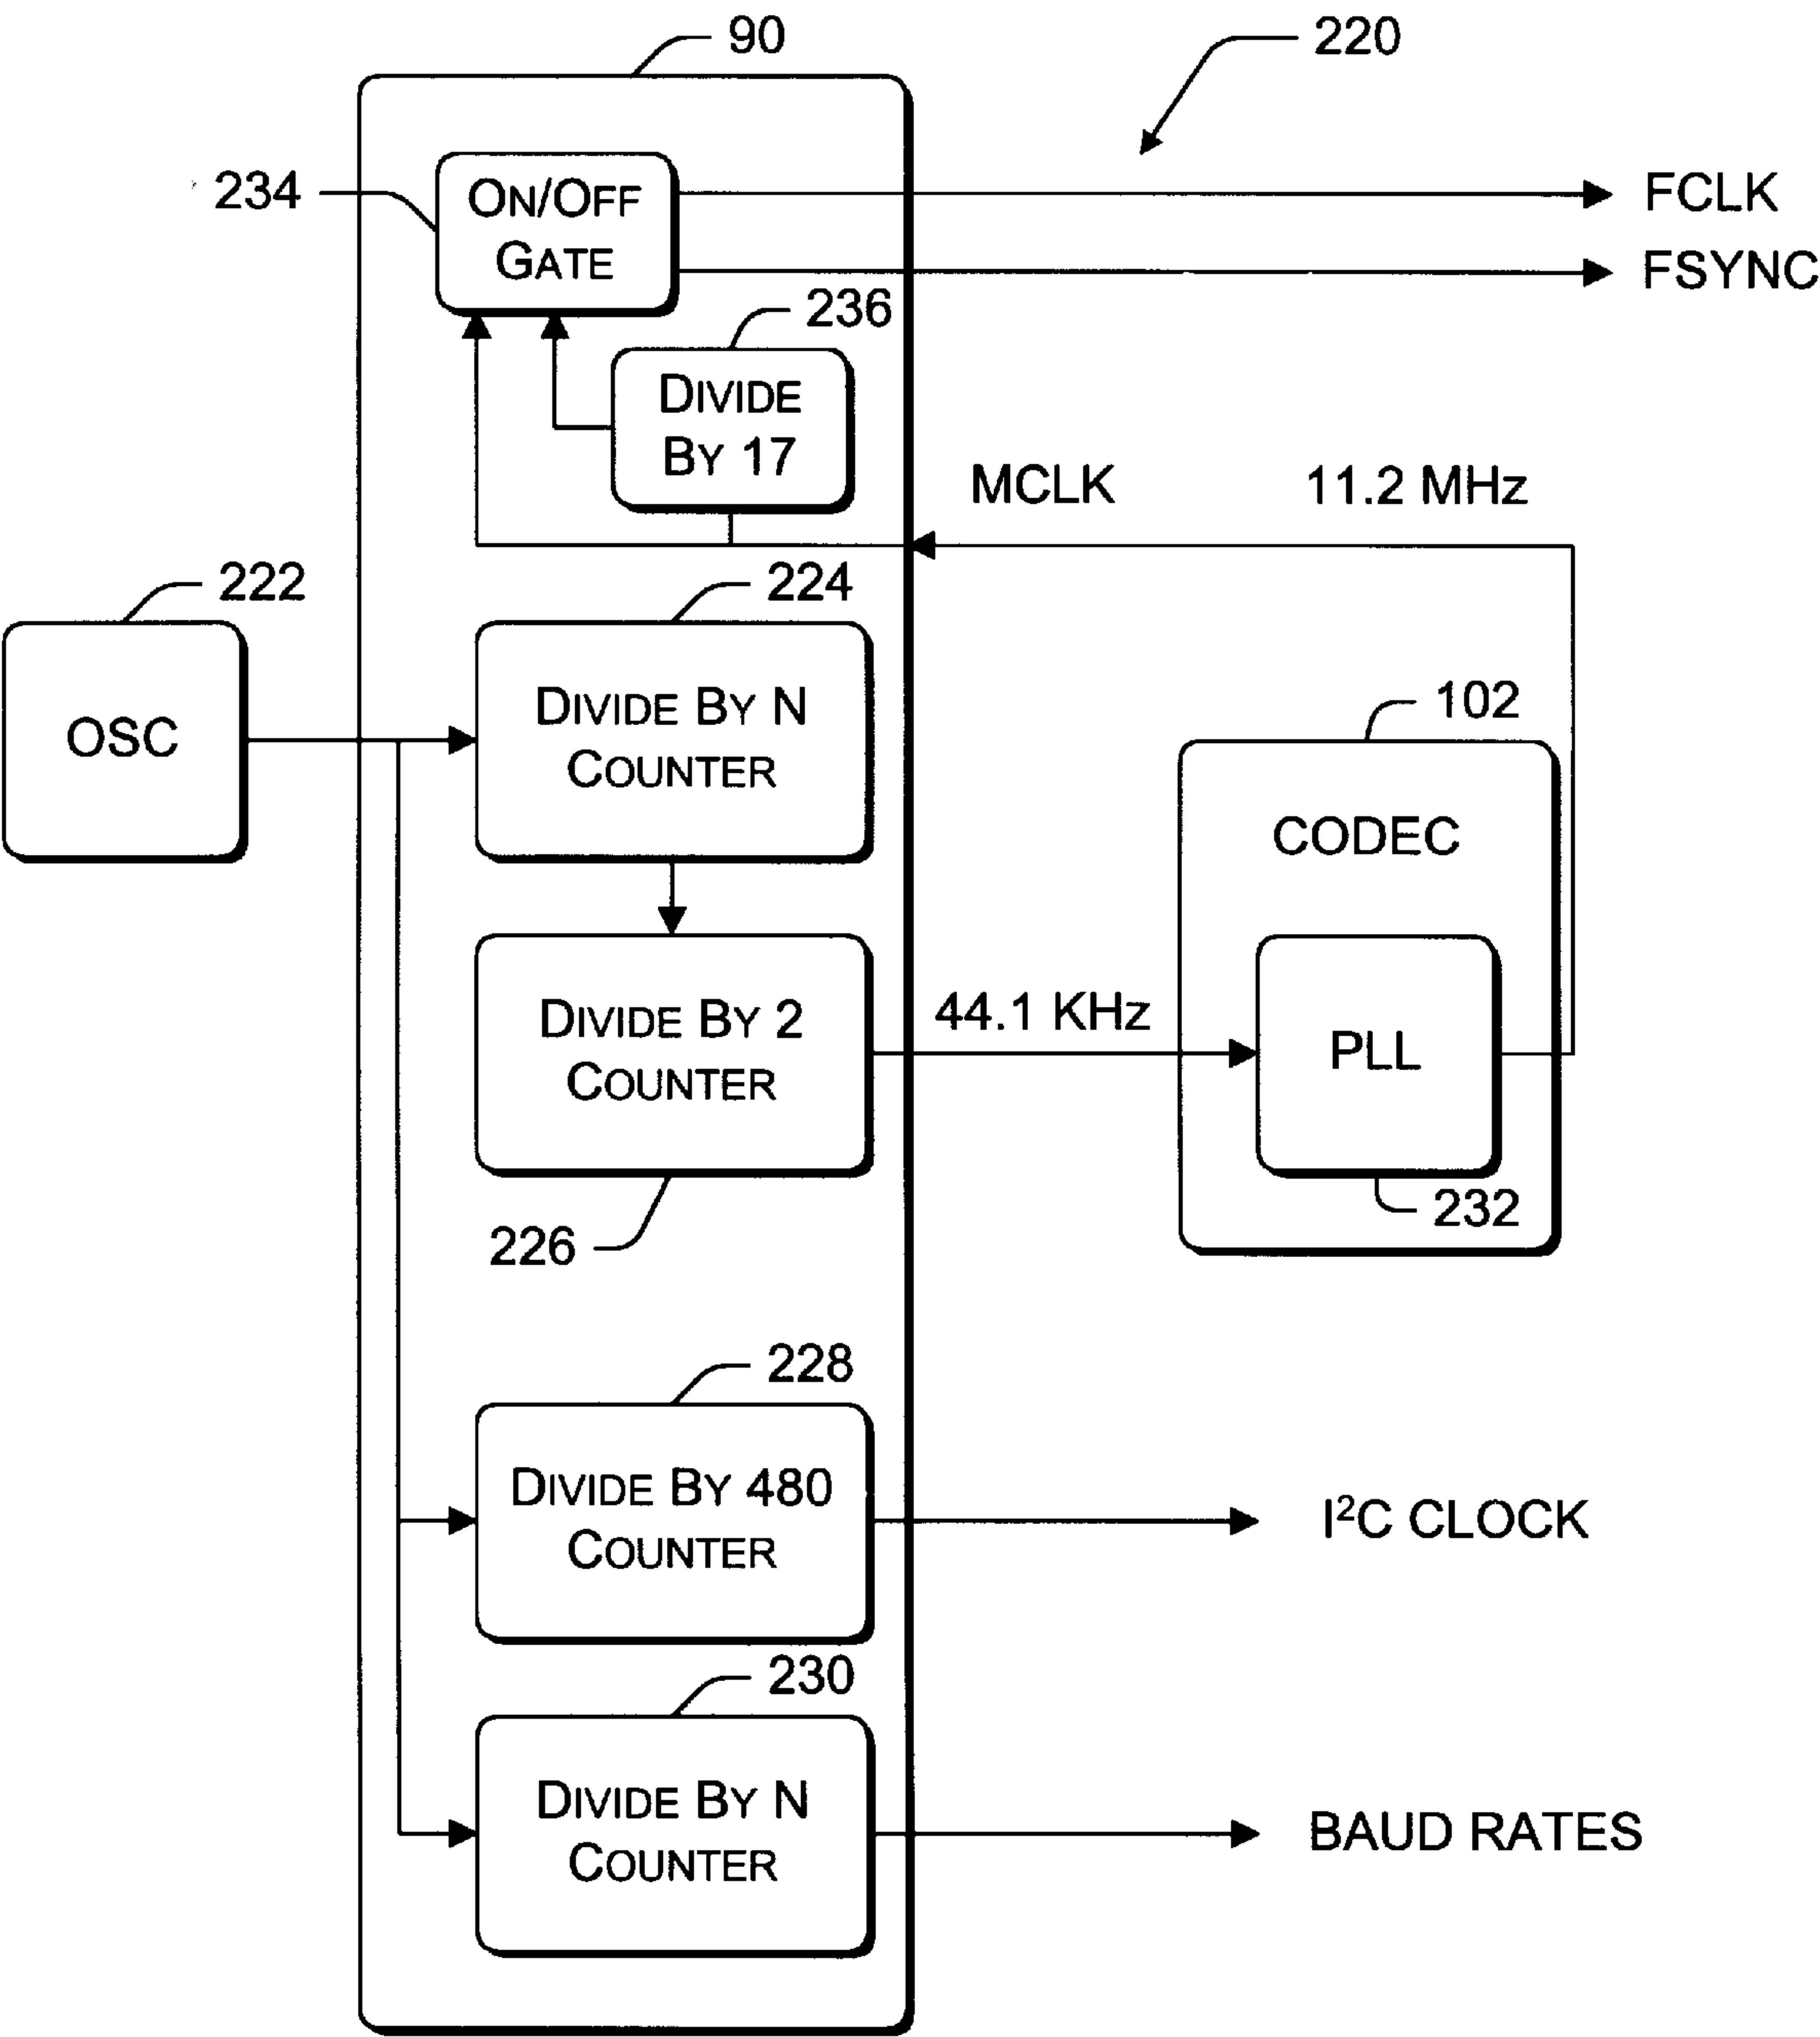 90
220
234
ON/OFF
GATE
FCLK
FSYNC
236
DIVIDE
BY 17
MCLK
11.2 MHz
222
224
OSC
DIVIDE BY N
COUNTER
102
CODEC
DIVIDE BY 2
COUNTER
44.1 KHz
PLL
232
226
228
DIVIDE BY 480
COUNTER
I²C CLOCK
230
DIVIDE BY N
COUNTER
BAUD RATES